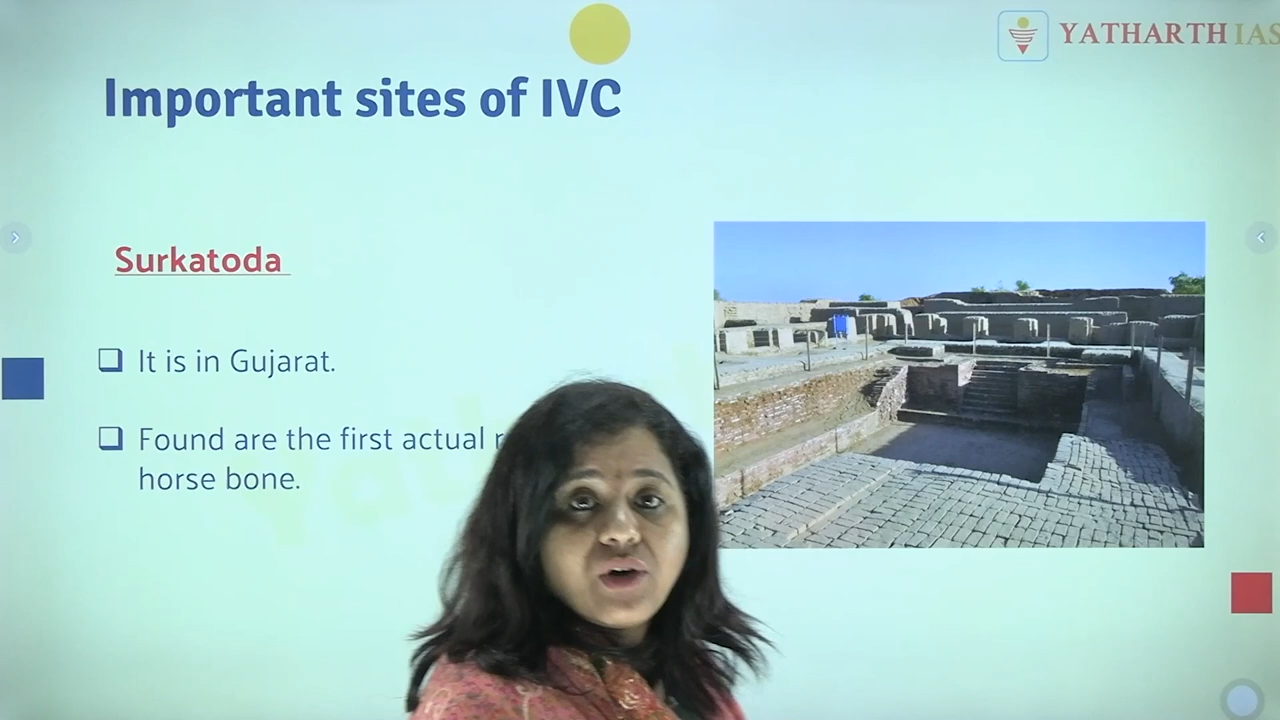 YATHARTH IAS
Important sites of IVC
Surkatoda
It is in Gujarat.
Found are the first actual
horse bone.